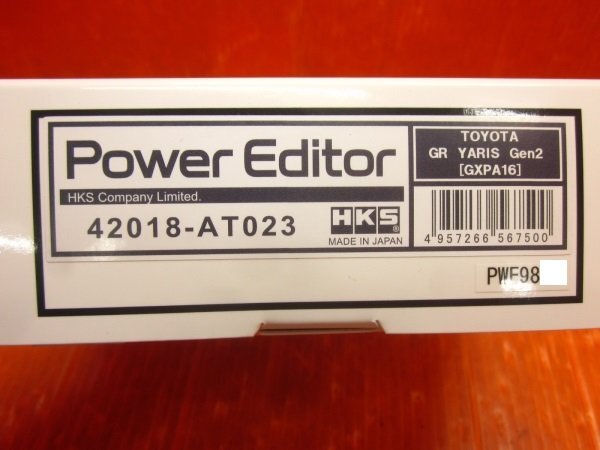 Power Editor
HKS Company Limited.
42018-AT023
HKS
MADE IN JAPAN
TOYOTA
GR YARIS Gen2
[GXPA16]
4 957266 567500
PWE98